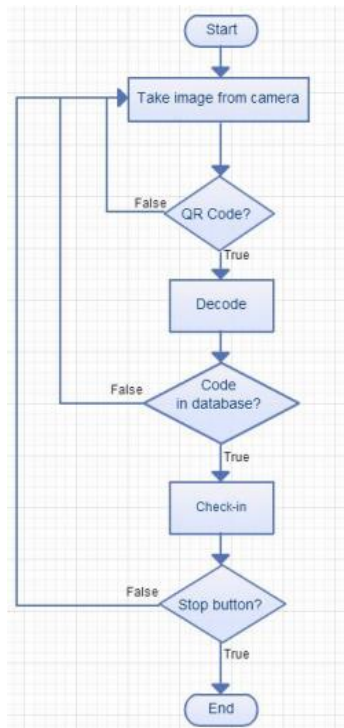 Start
Take image from camera
False
QR Code?
True
Decode
False
Code
in database?
True
Check-in
False
Stop button?
True
End